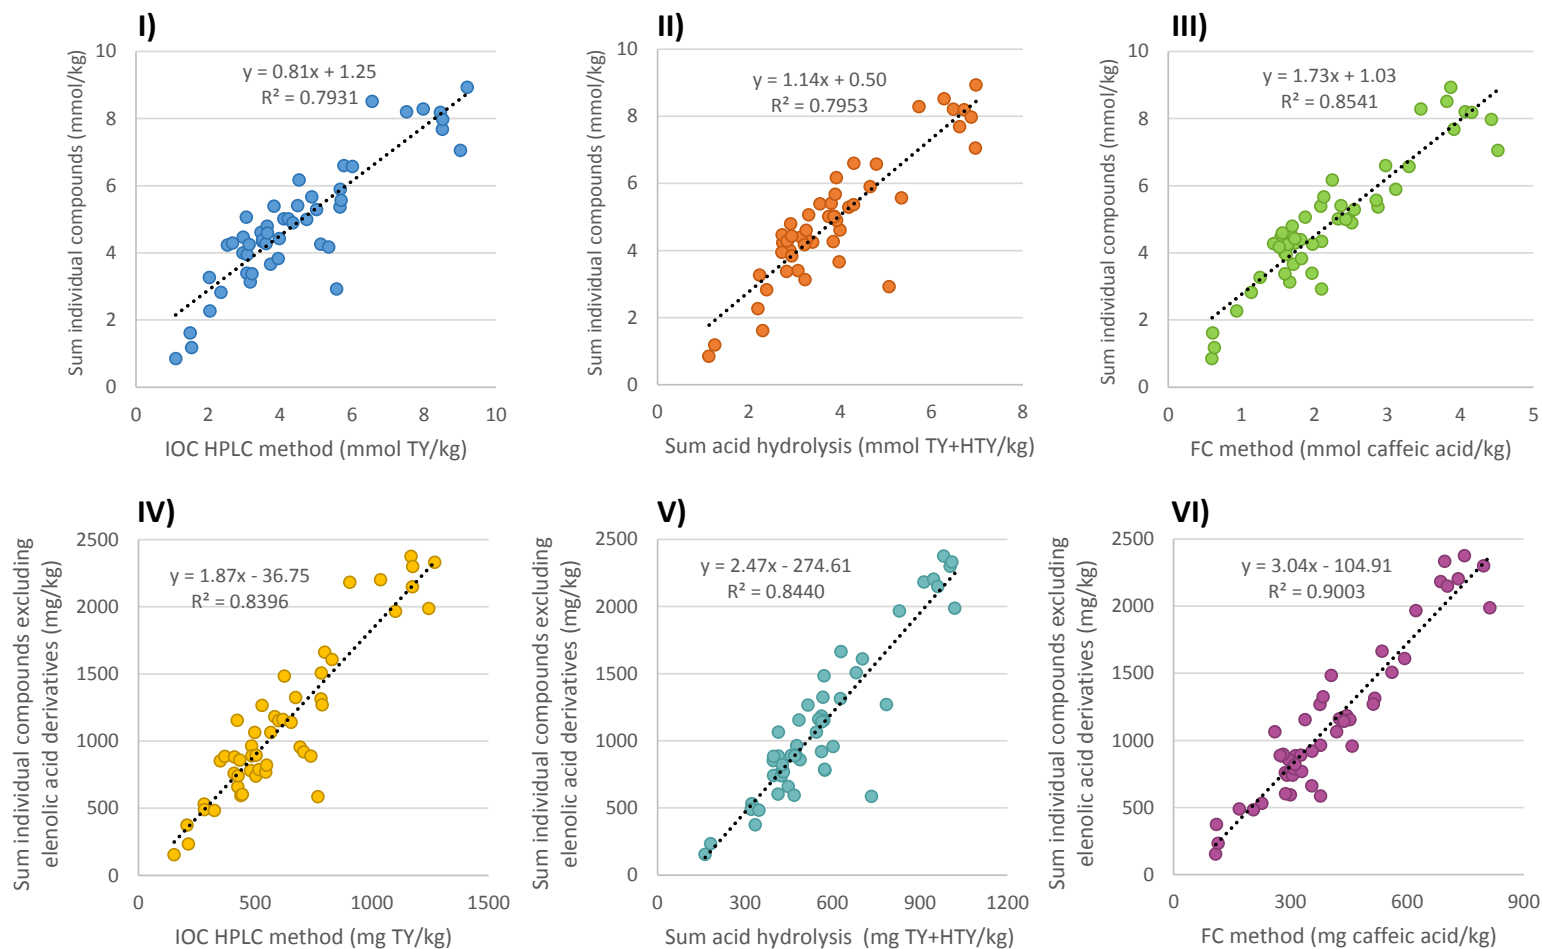 I)
Sum individual compounds (mmol/kg)
10
8
6
4
2
0
y = 0.81x + 1.25
R² = 0.7931
0 2 4 6 8 10
IOC HPLC method (mmol TY/kg)
II)
Sum individual compounds (mmol/kg)
10
8
6
4
2
0
y = 1.14x + 0.50
R² = 0.7953
0 2 4 6 8
Sum acid hydrolysis (mmol TY+HTY/kg)
III)
Sum individual compounds (mmol/kg)
10
8
6
4
2
0
y = 1.73x + 1.03
R² = 0.8541
0 1 2 3 4 5
FC method (mmol caffeic acid/kg)
IV)
Sum individual compounds excluding
elenolic acid derivatives (mg/kg)
2500
2000
1500
1000
500
0
y = 1.87x - 36.75
R² = 0.8396
0 500 1000 1500
IOC HPLC method (mg TY/kg)
V)
Sum individual compounds excluding
elenolic acid derivatives (mg/kg)
2500
2000
1500
1000
500
0
y = 2.47x - 274.61
R² = 0.8440
0 300 600 900 1200
Sum acid hydrolysis (mg TY+HTY/kg)
VI)
Sum individual compounds excluding
elenolic acid derivatives (mg/kg)
2500
2000
1500
1000
500
0
y = 3.04x - 104.91
R² = 0.9003
0 300 600 900
FC method (mg caffeic acid/kg)